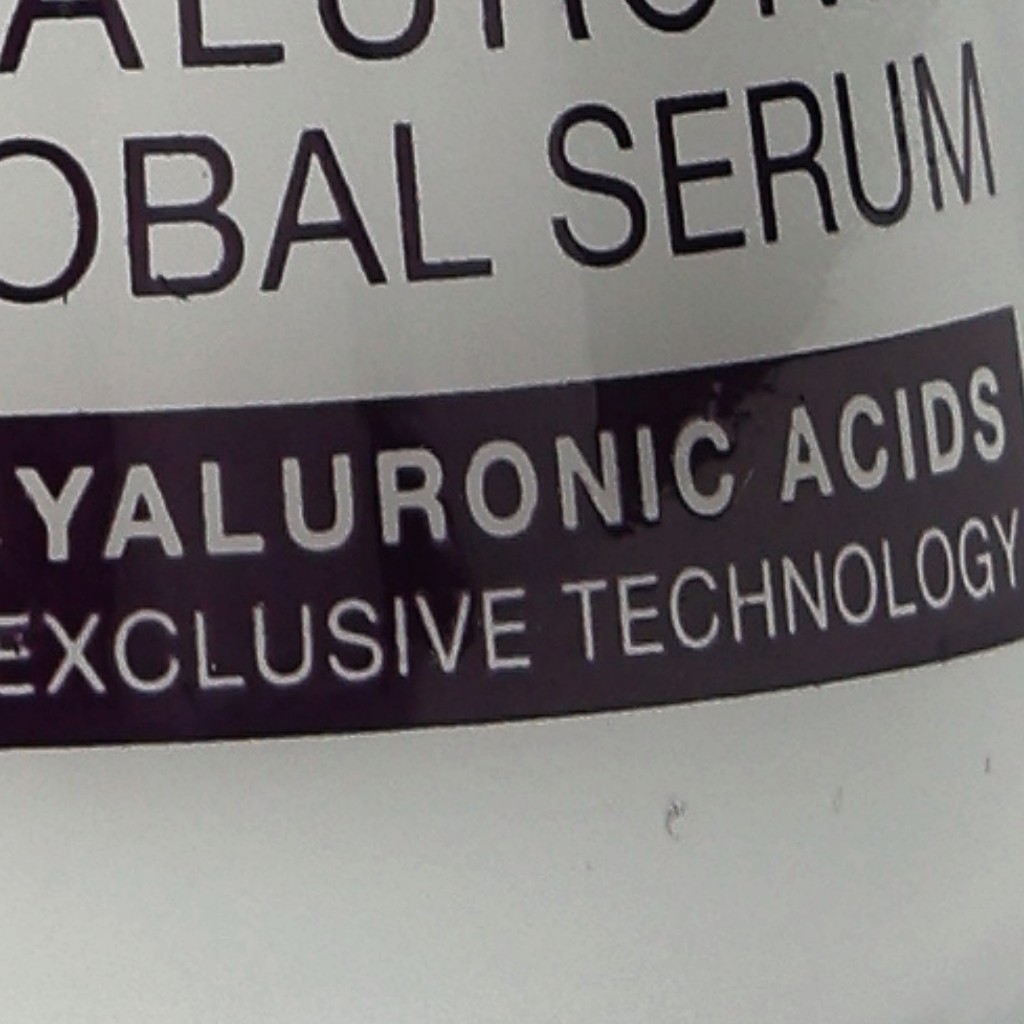 OBAL SERUM
YALURONIC ACIDS
EXCLUSIVE TECHNOLOGY